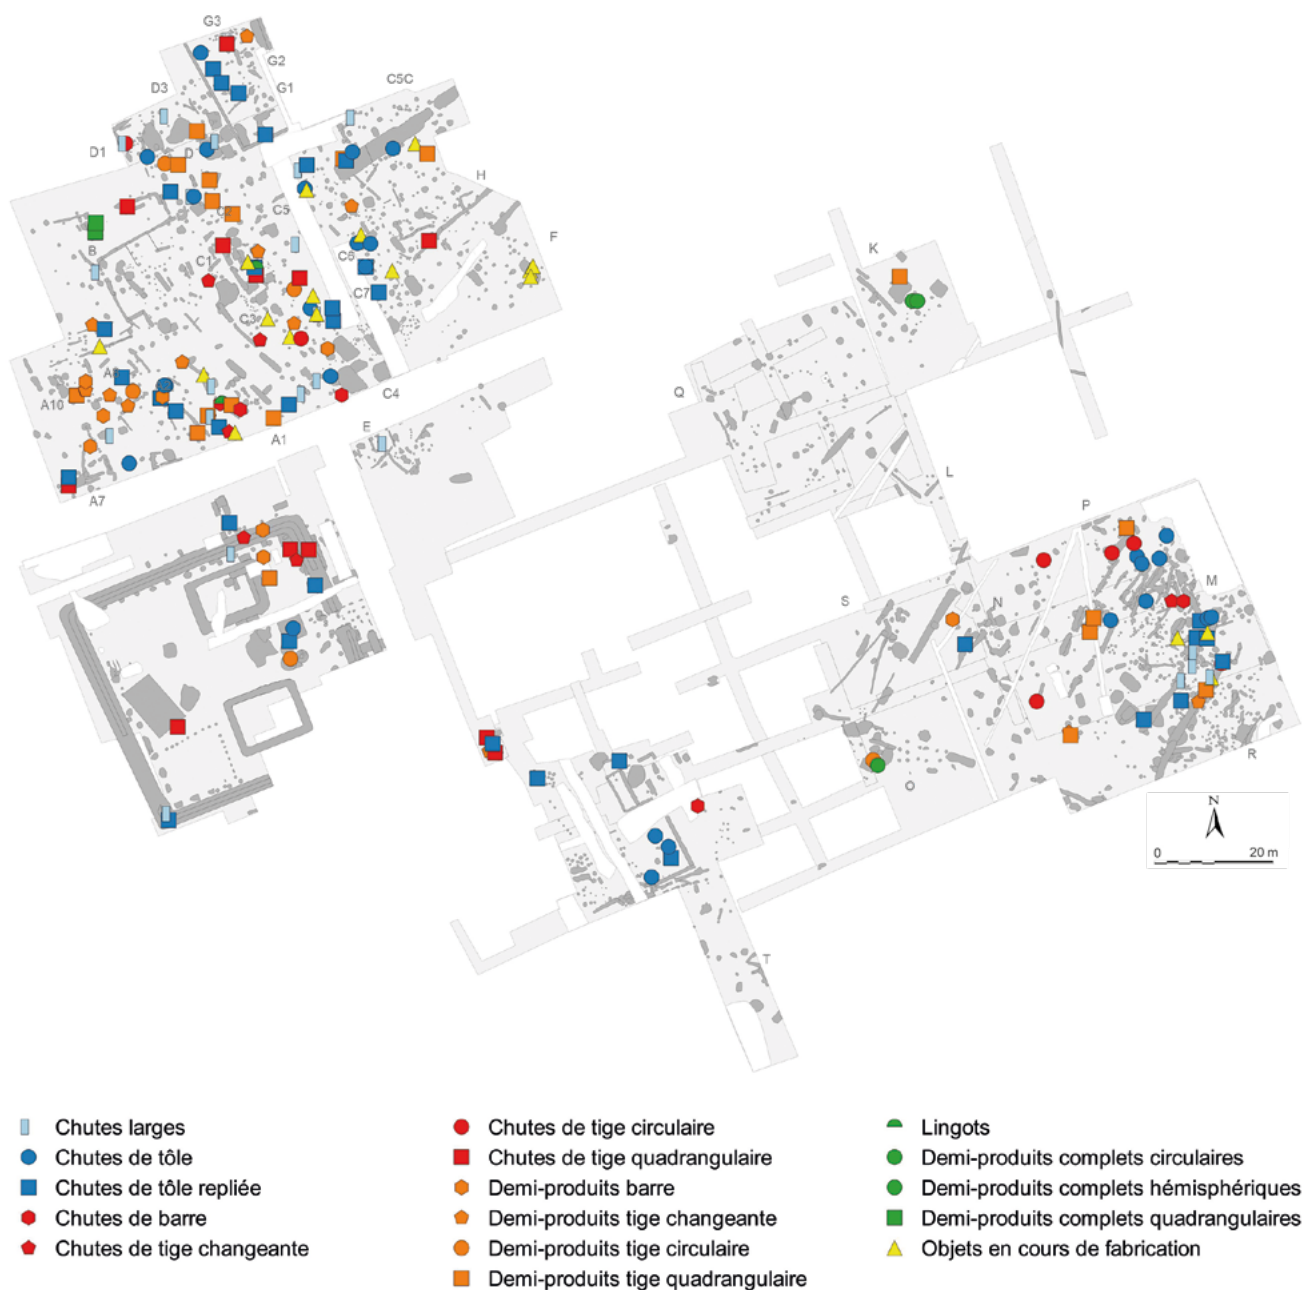 G3
G2
G1
C5C
D3
D1
D
H
C5
C2
B
C1
C6
F
C7
C3
K
A10
C4
Q
A1
E
A7
L
P
S
N
M
R
O
T
N
0 20 m
Chutes larges
Chutes de tôle
Chutes de tôle repliée
Chutes de barre
Chutes de tige changeante
Chutes de tige circulaire
Chutes de tige quadrangulaire
Demi-produits barre
Demi-produits tige changeante
Demi-produits tige circulaire
Demi-produits tige quadrangulaire
Lingots
Demi-produits complets circulaires
Demi-produits complets hémisphériques
Demi-produits complets quadrangulaires
Objets en cours de fabrication